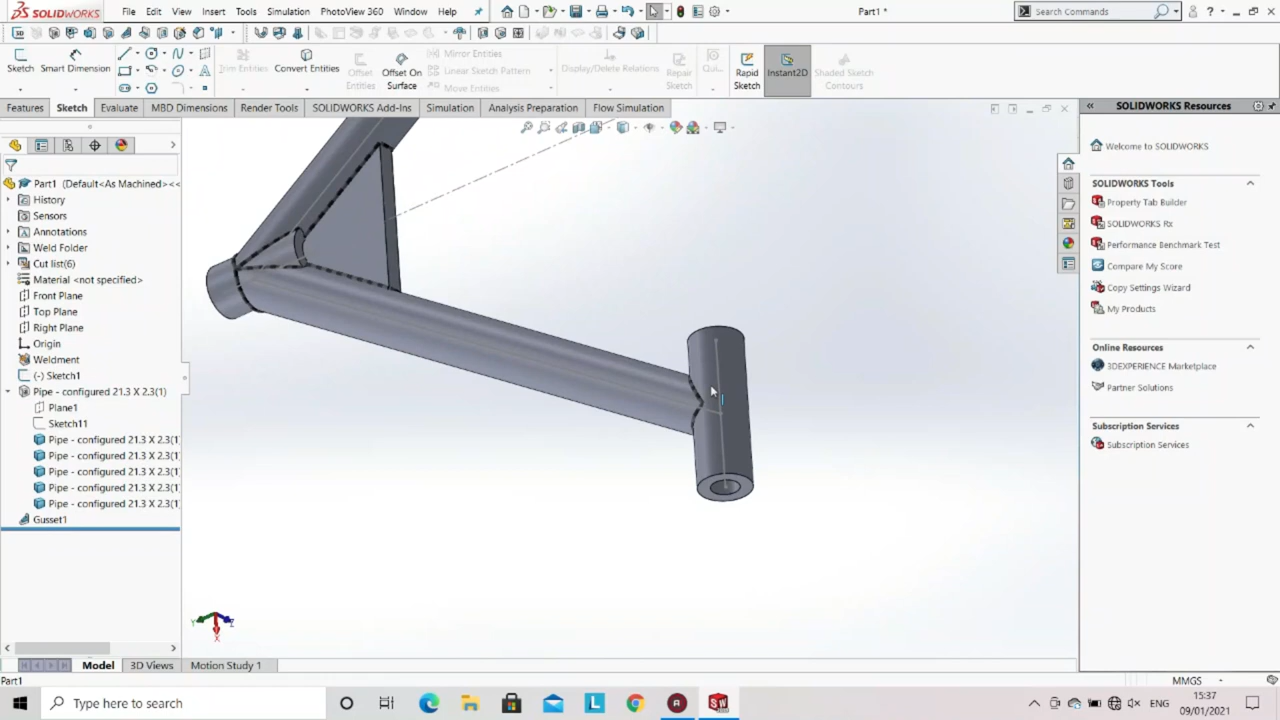 SOLIDWORKS File Edit View Insert Tools Simulation PhotoView 360 Window Help Part1 * Search Commands
Sketch Smart Dimension Trim Entities Convert Entities Offset Entities Offset On Surface Mirror Entities Linear Sketch Pattern Move Entities Display/Delete Relations Repair Sketch Qui... Rapid Sketch Instant2D Shaded Sketch Contours
Features Sketch Evaluate MBD Dimensions Render Tools SOLIDWORKS Add-Ins Simulation Analysis Preparation Flow Simulation
SOLIDWORKS Resources
Part1 (Default<As Machined><<
History
Sensors
Annotations
Weld Folder
Cut list(6)
Material <not specified>
Front Plane
Top Plane
Right Plane
Origin
Weldment
(-) Sketch1
Pipe - configured 21.3 X 2.3(1)
Plane1
Sketch11
Pipe - configured 21.3 X 2.3(1)
Pipe - configured 21.3 X 2.3(1)
Pipe - configured 21.3 X 2.3(1)
Pipe - configured 21.3 X 2.3(1)
Pipe - configured 21.3 X 2.3(1)
Gusset1
Y Z
X
Welcome to SOLIDWORKS
SOLIDWORKS Tools
Property Tab Builder
SOLIDWORKS Rx
Performance Benchmark Test
Compare My Score
Copy Settings Wizard
My Products
Online Resources
3DEXPERIENCE Marketplace
Partner Solutions
Subscription Services
Subscription Services
Model 3D Views Motion Study 1
Part1 MMGS
Type here to search
ENG 15:37
09/01/2021